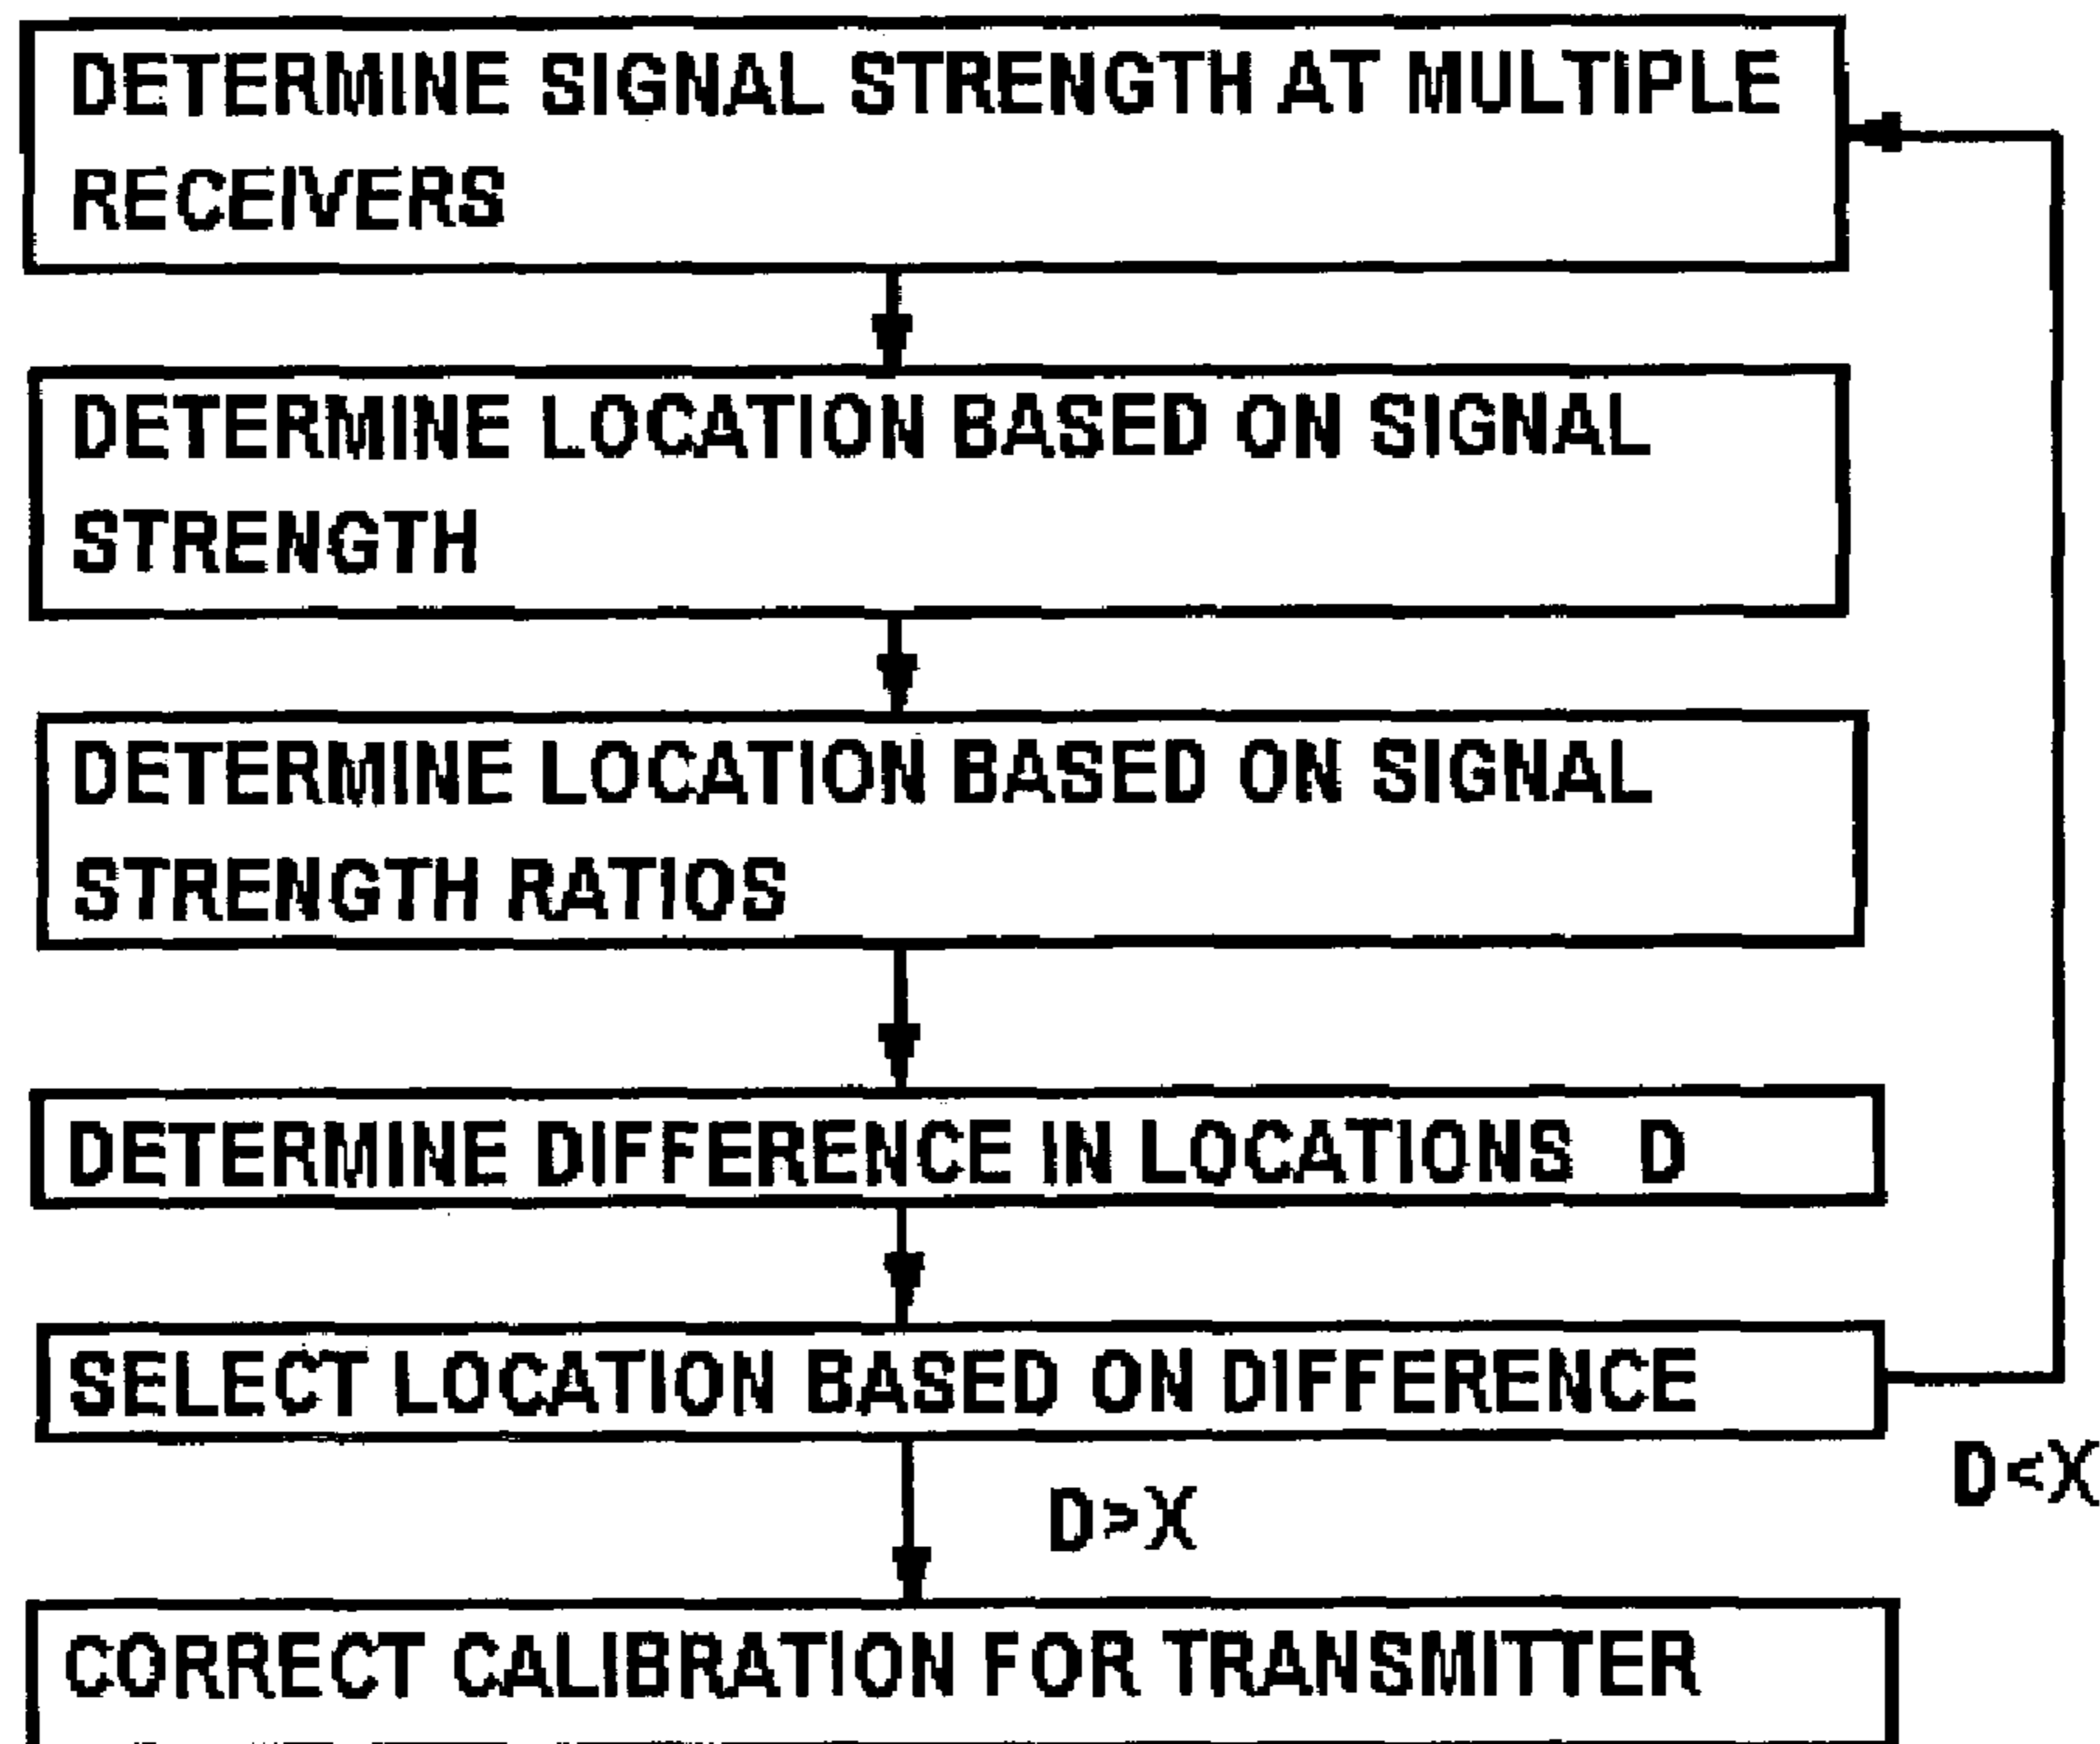 DETERMINE SIGNAL STRENGTH AT MULTIPLE
RECEIVERS
DETERMINE LOCATION BASED ON SIGNAL
STRENGTH
DETERMINE LOCATION BASED ON SIGNAL
STRENGTH RATIOS
DETERMINE DIFFERENCE IN LOCATIONS D
SELECT LOCATION BASED ON DIFFERENCE
D<X
D>X
CORRECT CALIBRATION FOR TRANSMITTER